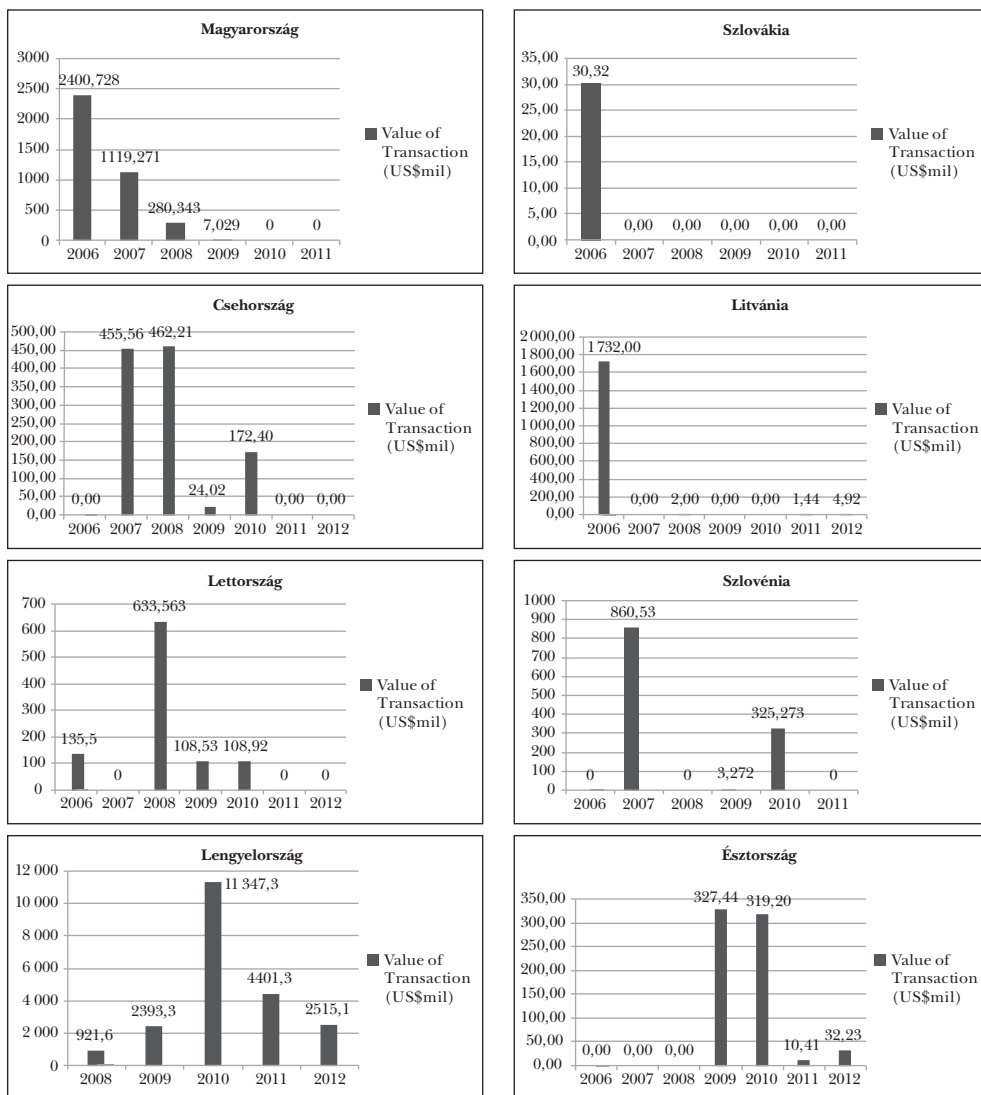 Magyarország
3000
2500
2000
1500
1000
500
0
2400,728
1119,271
280,343
7,029
0
0
2006 2007 2008 2009 2010 2011
Value of
Transaction
(US$mil)
Szlovákia
35,00
30,00
25,00
20,00
15,00
10,00
5,00
0,00
30,32
0,00 0,00 0,00 0,00 0,00
2006 2007 2008 2009 2010 2011
Value of
Transaction
(US$mil)
Csehország
500,00
450,00
400,00
350,00
300,00
250,00
200,00
150,00
100,00
50,00
0,00
0,00
455,56
462,21
24,02
172,40
0,00 0,00
2006 2007 2008 2009 2010 2011 2012
Value of
Transaction
(US$mil)
Litvánia
2 000,00
1 800,00
1 600,00
1 400,00
1 200,00
1 000,00
800,00
600,00
400,00
200,00
0,00
1 732,00
0,00 2,00 0,00 0,00 1,44 4,92
2006 2007 2008 2009 2010 2011 2012
Value of
Transaction
(US$mil)
Lettország
700
600
500
400
300
200
100
0
135,5
0
633,563
108,53
108,92
0
0
2006 2007 2008 2009 2010 2011 2012
Value of
Transaction
(US$mil)
Szlovénia
1000
900
800
700
600
500
400
300
200
100
0
0
860,53
0
3,272
325,273
0
2006 2007 2008 2009 2010 2011
Value of
Transaction
(US$mil)
Lengyelország
12 000
10 000
8 000
6 000
4 000
2 000
0
921,6
2393,3
11 347,3
4401,3
2515,1
2008 2009 2010 2011 2012
Value of
Transaction
(US$mil)
Észtország
350,00
300,00
250,00
200,00
150,00
100,00
50,00
0,00
0,00 0,00 0,00
327,44
319,20
10,41
32,23
2006 2007 2008 2009 2010 2011 2012
Value of
Transaction
(US$mil)